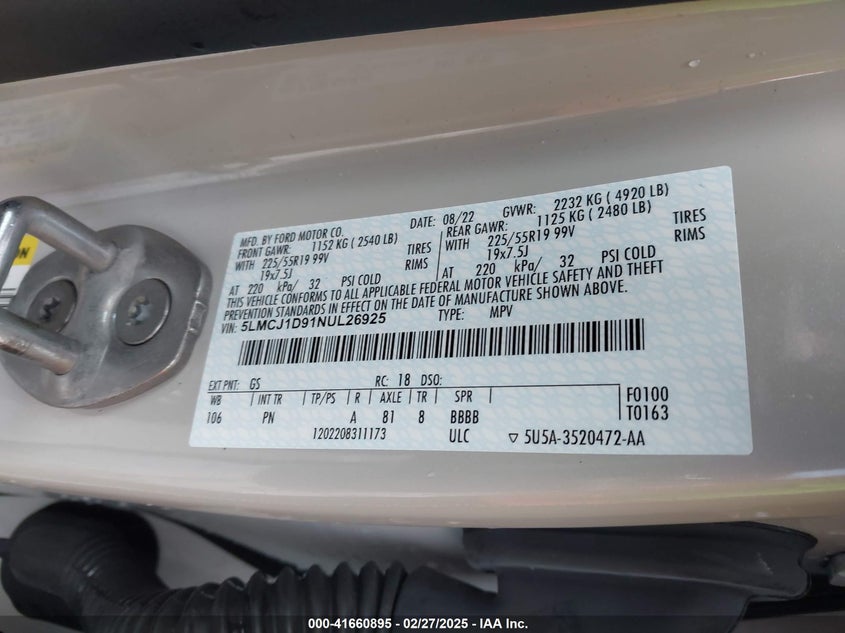 MFD. BY FORD MOTOR CO.
DATE: 08/22
GVWR: 2232 KG ( 4920 LB)
FRONT GAWR: 1152 KG ( 2540 LB)
REAR GAWR: 1125 KG ( 2480 LB)
WITH 225/55R19 99V TIRES
WITH 225/55R19 99V TIRES
19x7.5J RIMS
19x7.5J RIMS
AT 220 kPa/ 32 PSI COLD
AT 220 kPa/ 32 PSI COLD
THIS VEHICLE CONFORMS TO ALL APPLICABLE FEDERAL MOTOR VEHICLE SAFETY AND THEFT
PREVENTION STANDARDS IN EFFECT ON THE DATE OF MANUFACTURE SHOWN ABOVE.
VIN: 5LMCJ1D91NUL26925
TYPE: MPV
EXT PNT: GS RC: 18 DSO:
WB INT TR TP/PS R AXLE TR SPR
106 PN A 81 8 BBBB
F0100
T0163
1202208311173
ULC
▽ 5U5A-3520472-AA
ON
000-41660895 - 02/27/2025 - IAA Inc.